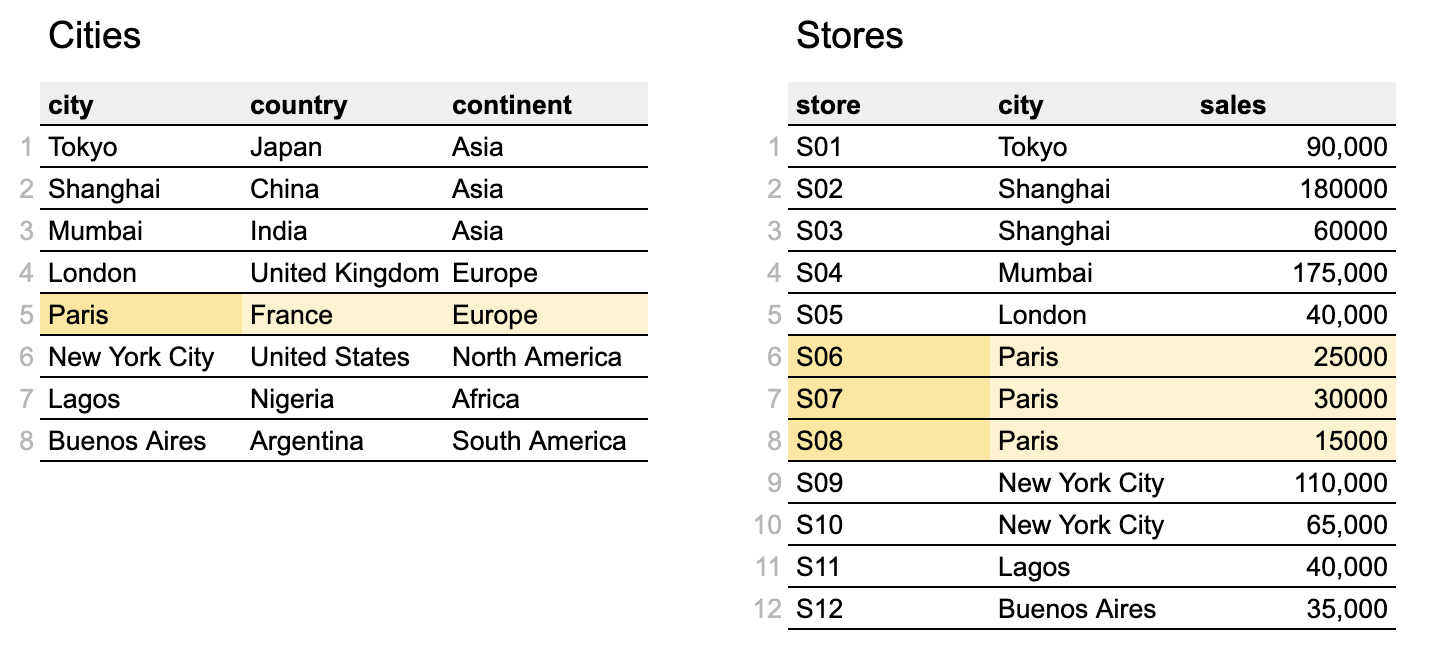 Cities
city country continent
1 Tokyo Japan Asia
2 Shanghai China Asia
3 Mumbai India Asia
4 London United Kingdom Europe
5 Paris France Europe
6 New York City United States North America
7 Lagos Nigeria Africa
8 Buenos Aires Argentina South America
Stores
store city sales
1 S01 Tokyo 90,000
2 S02 Shanghai 180000
3 S03 Shanghai 60000
4 S04 Mumbai 175,000
5 S05 London 40,000
6 S06 Paris 25000
7 S07 Paris 30000
8 S08 Paris 15000
9 S09 New York City 110,000
10 S10 New York City 65,000
11 S11 Lagos 40,000
12 S12 Buenos Aires 35,000